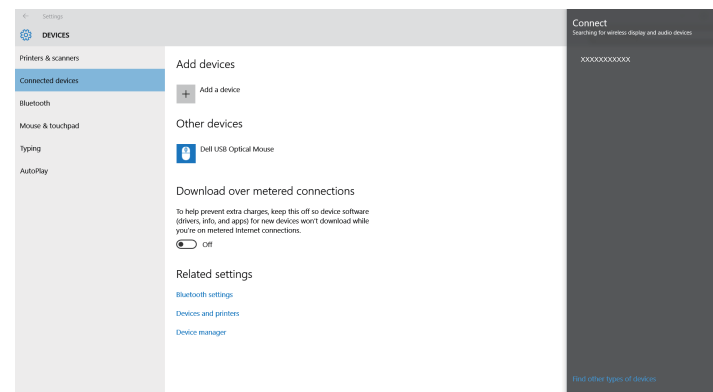 Settings
DEVICES
Printers & scanners
Connected devices
Bluetooth
Mouse & touchpad
Typing
AutoPlay
Add devices
Add a device
Other devices
Dell USB Optical Mouse
Download over metered connections
To help prevent extra charges, keep this off so device software
(drivers, info, and apps) for new devices won't download while
you're on metered Internet connections.
Off
Related settings
Bluetooth settings
Devices and printers
Device manager
Connect
Searching for wireless display and audio devices
XXXXXXXXXXX
Find other types of devices